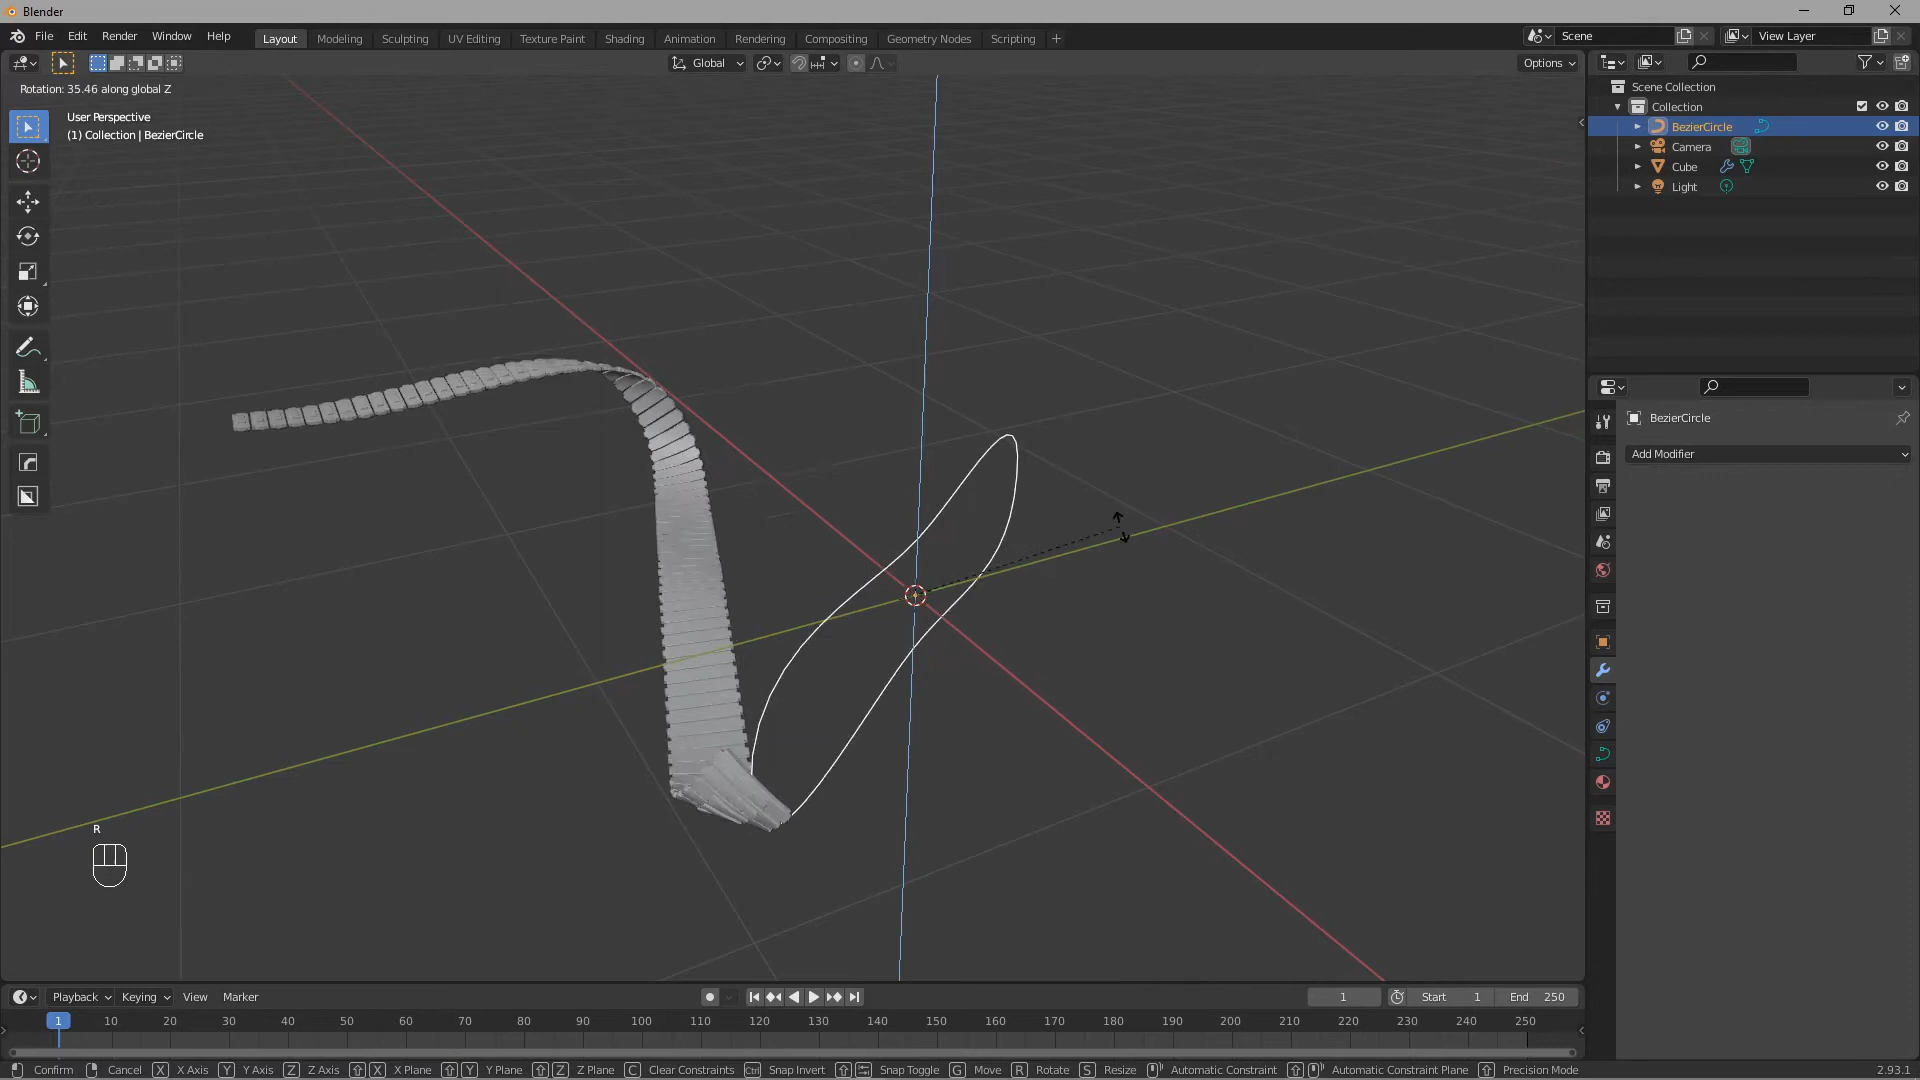 Blender
File Edit Render Window Help
Layout Modeling Sculpting UV Editing Texture Paint Shading Animation Rendering Compositing Geometry Nodes Scripting +
Scene
View Layer
Global
Options
Rotation: 35.46 along global Z
User Perspective
(1) Collection | BezierCircle
Scene Collection
Collection
BezierCircle
Camera
Cube
Light
BezierCircle
Add Modifier
R
Playback Keying View Marker
1
Start 1
End 250
1 10 20 30 40 50 60 70 80 90 100 110 120 130 140 150 160 170 180 190 200 210 220 230 240 250
Confirm Cancel X X Axis Y Y Axis Z Z Axis X X Plane Y Y Plane Z Z Plane C Clear Constraints Ctrl Snap Invert Snap Toggle G Move R Rotate S Resize Automatic Constraint Automatic Constraint Plane Precision Mode 2.93.1